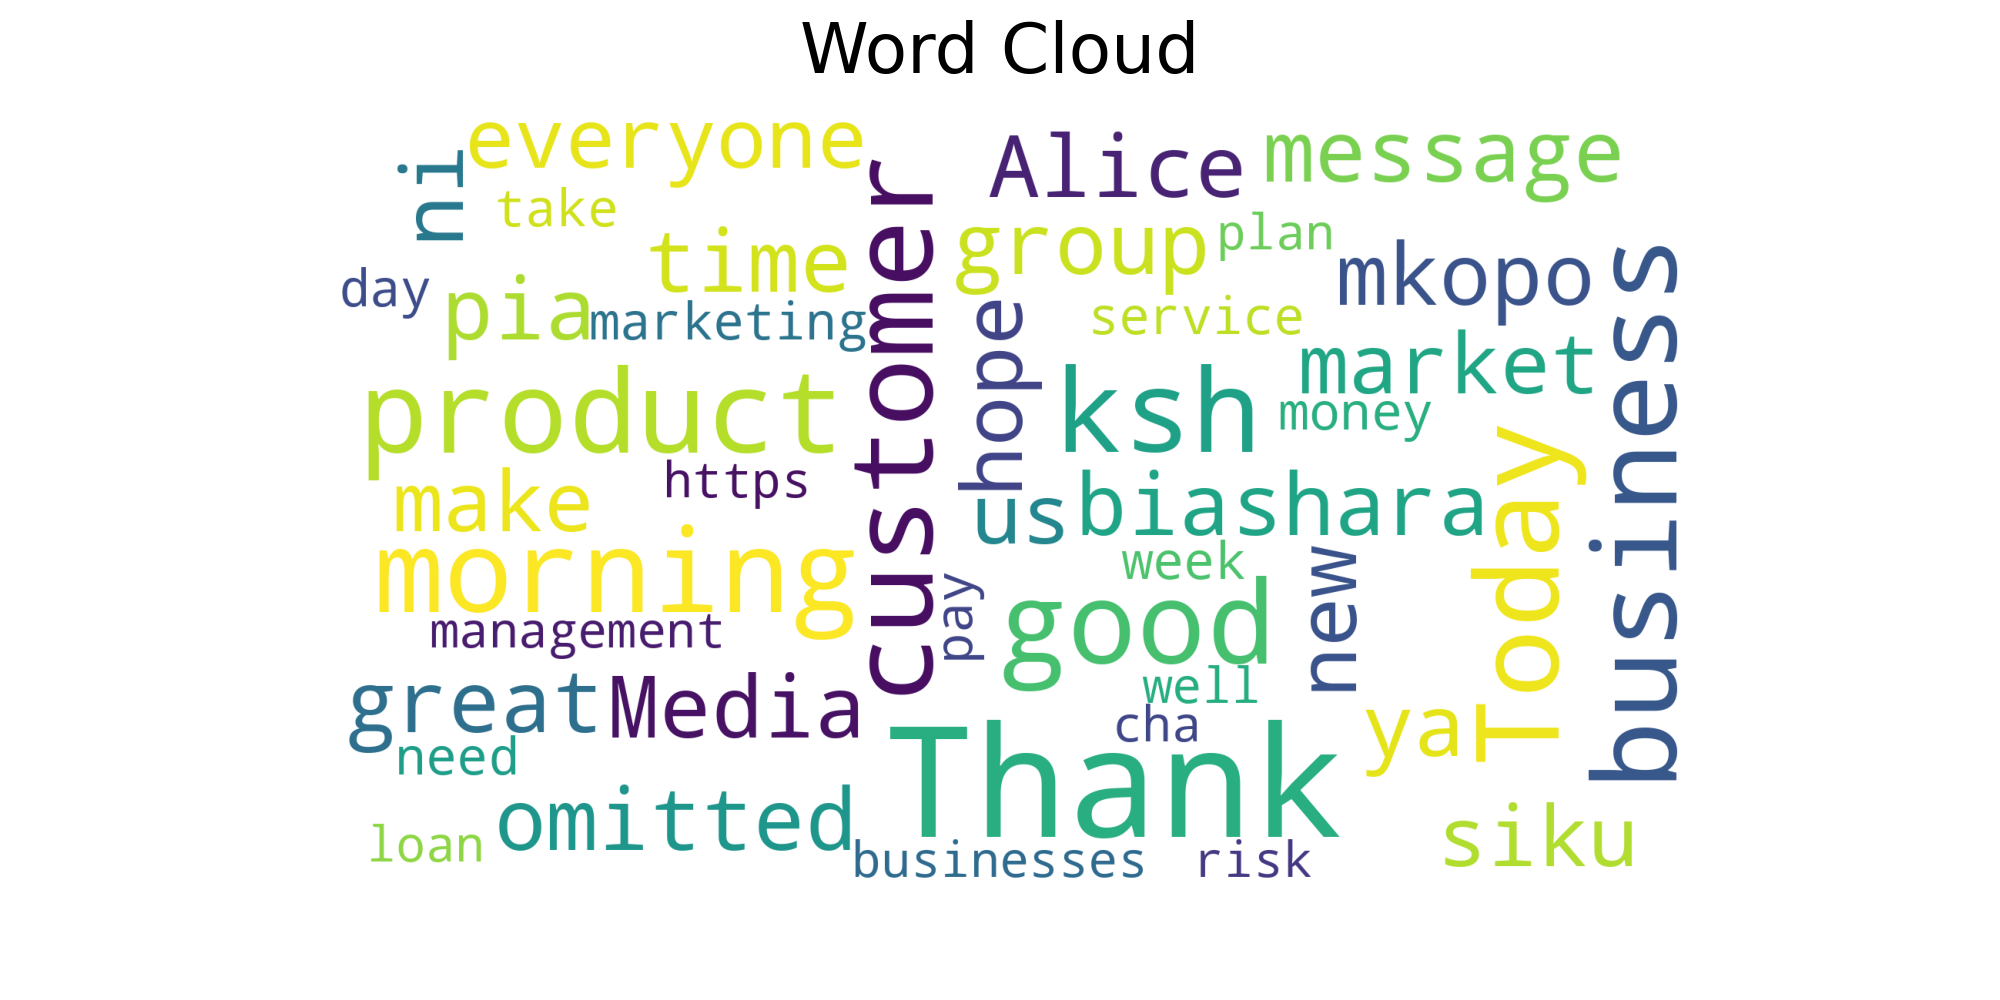 Word Cloud
everyone
Alice
message
ni
take
customer
group
plan
time
mkopo
business
day
pia
marketing
hope
service
market
product
ksh
money
https
make
us
biashara
Today
morning
week
new
pay
good
management
well
great
Media
cha
ya
need
Thank
omitted
siku
loan
businesses
risk